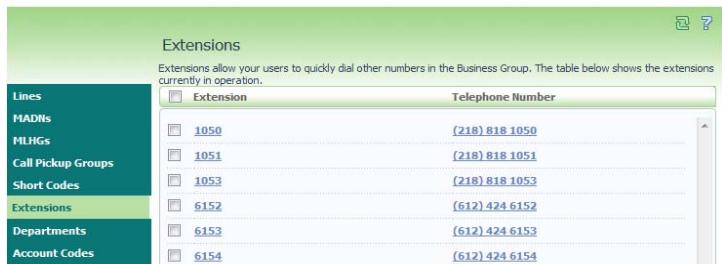 Extensions
Extensions allow your users to quickly dial other numbers in the Business Group. The table below shows the extensions
currently in operation.
Lines
MADNs
MLHGs
Call Pickup Groups
Short Codes
Extensions
Departments
Account Codes
Extension Telephone Number
1050 (218) 818 1050
1051 (218) 818 1051
1053 (218) 818 1053
6152 (612) 424 6152
6153 (612) 424 6153
6154 (612) 424 6154